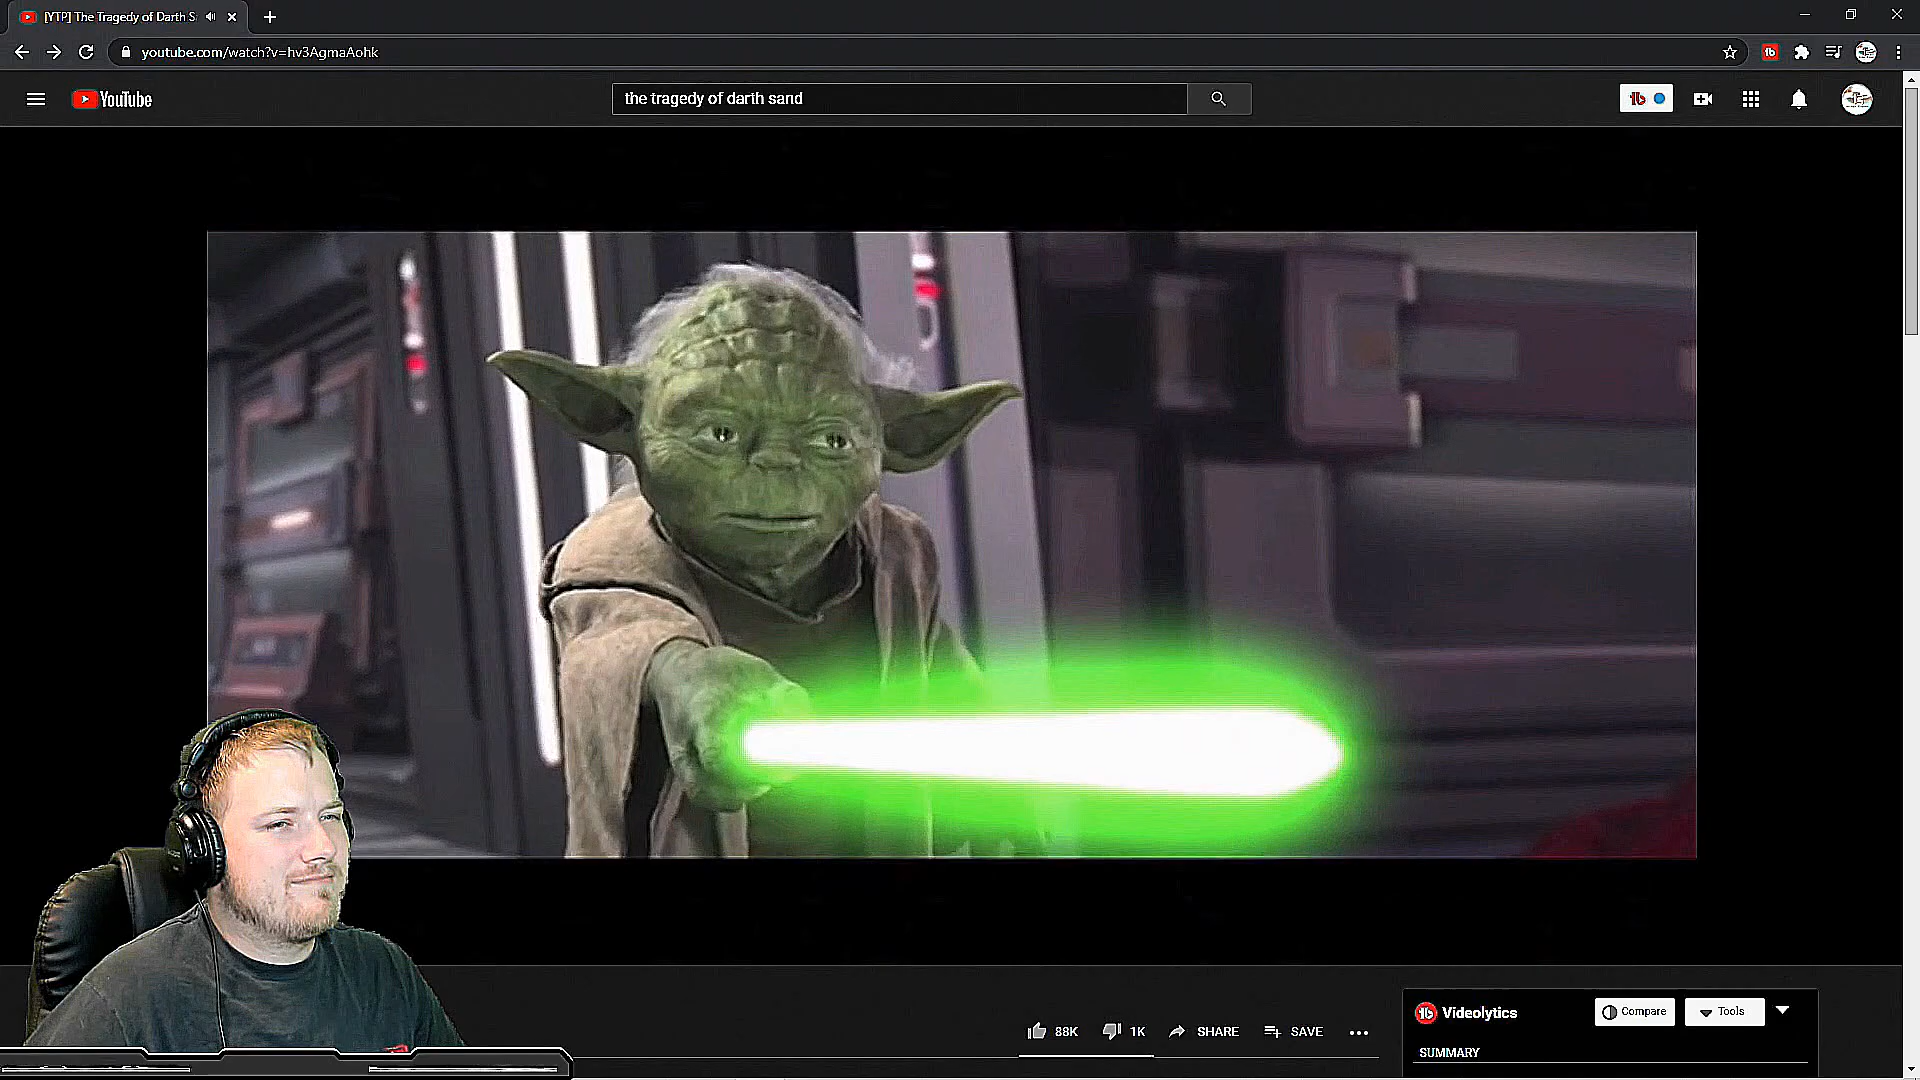 [YTP] The Tragedy of Darth S
youtube.com/watch?v=hv3AgmaAohk
YouTube
the tragedy of darth sand
88K
1K
SHARE
SAVE
Videolytics
Compare
Tools
SUMMARY